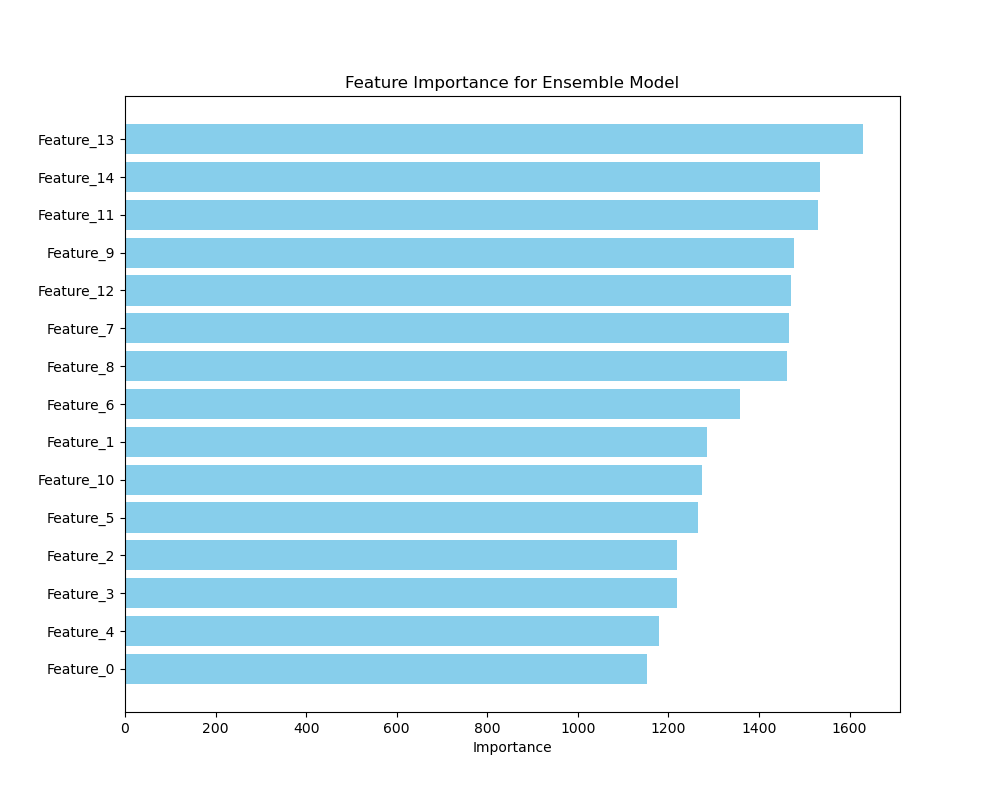 Feature Importance for Ensemble Model
Feature_13
Feature_14
Feature_11
Feature_9
Feature_12
Feature_7
Feature_8
Feature_6
Feature_1
Feature_10
Feature_5
Feature_2
Feature_3
Feature_4
Feature_0
0 200 400 600 800 1000 1200 1400 1600
Importance